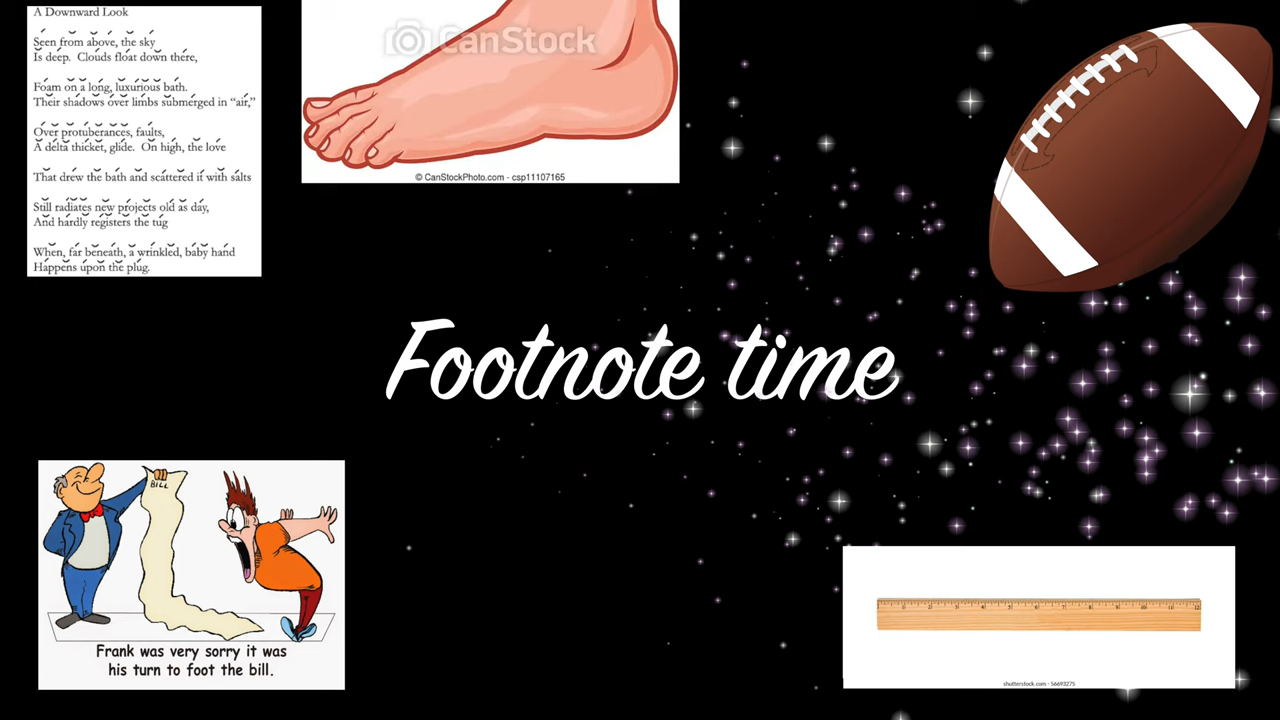 A Downward Look
Seen from above, the sky
Is deep. Clouds float down there,
Foam on a long, luxurious bath.
Their shadows over limbs submerged in “air,”
Over protuberances, faults,
A delta thicket, glide. On high, the love
That drew the bath and scattered it with salts
Still radiates new projects old as day,
And hardly registers the tug
When, far beneath, a wrinkled, baby hand
Happens upon the plug.
CanStock
© CanStockPhoto.com - csp11107165
Footnote time
BILL
Frank was very sorry it was
his turn to foot the bill.
shutterstock.com · 56693275